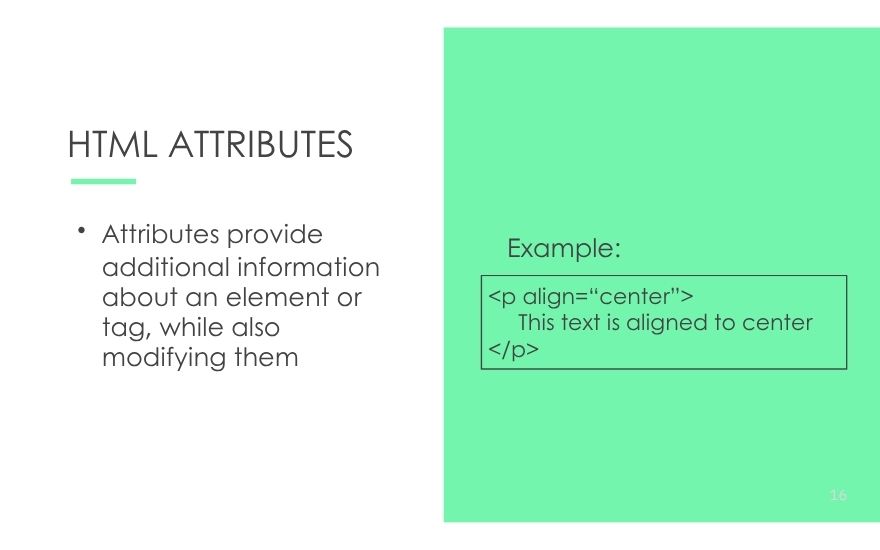 HTML ATTRIBUTES
• Attributes provide
additional information
about an element or
tag, while also
modifying them
Example:
<p align=“center”>
This text is aligned to center
</p>
16